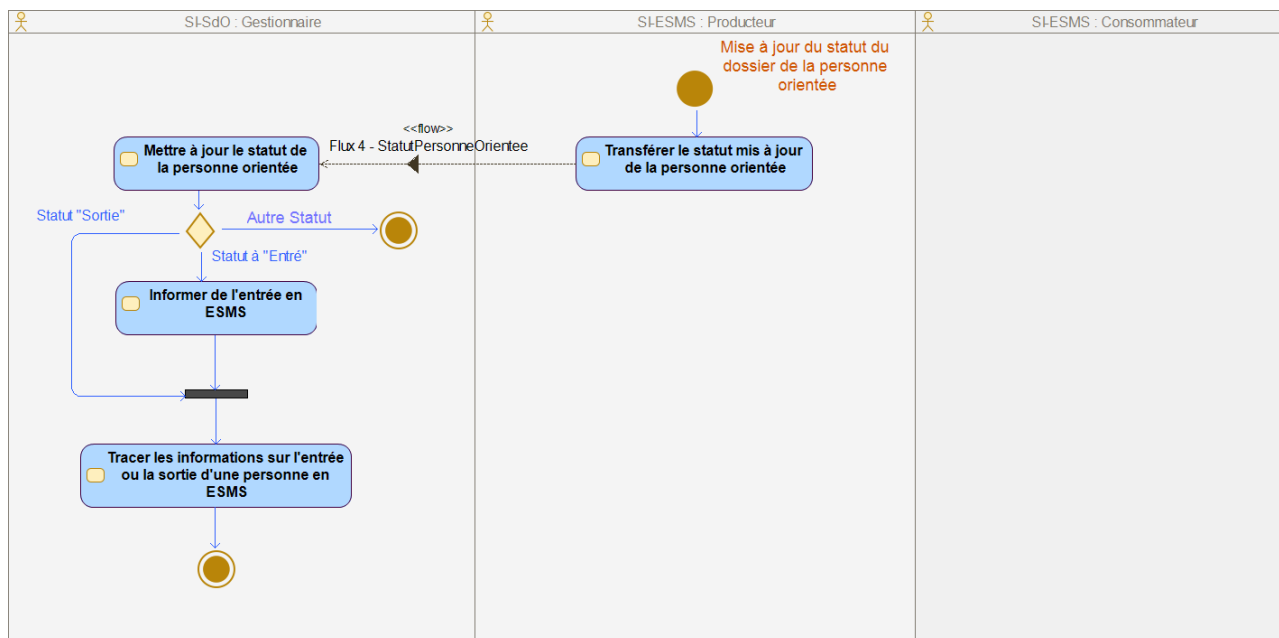 SI-SdO : Gestionnaire
SI-ESMS : Producteur
SI-ESMS : Consommateur
Mise à jour du statut du
dossier de la personne
orientée
<<flow>>
Flux 4 - StatutPersonneOrientee
Mettre à jour le statut de
la personne orientée
Transférer le statut mis à jour
de la personne orientée
Statut "Sortie"
Autre Statut
Statut à "Entré"
Informer de l'entrée en
ESMS
Tracer les informations sur l'entrée
ou la sortie d'une personne en
ESMS